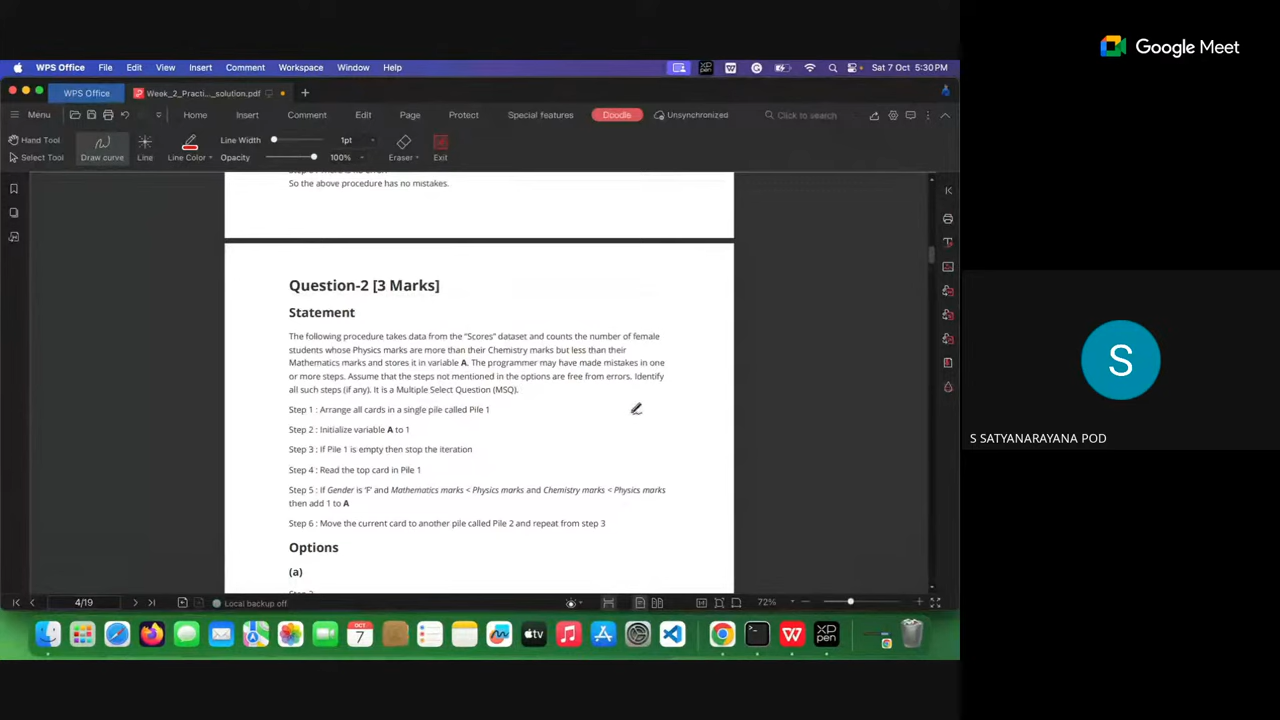 Google Meet
WPS Office File Edit View Insert Comment Workspace Window Help
Sat 7 Oct 5:30 PM
WPS Office
Week_2_Practi..._solution.pdf
Menu
Home Insert Comment Edit Page Protect Special features Doodle Unsynchronized
Click to search
Hand Tool
Select Tool
Draw curve
Line
Line Color
Line Width 1pt
Opacity 100%
Eraser
Exit
So the above procedure has no mistakes.
Question-2 [3 Marks]
Statement
The following procedure takes data from the "Scores" dataset and counts the number of female
students whose Physics marks are more than their Chemistry marks but less than their
Mathematics marks and stores it in variable A. The programmer may have made mistakes in one
or more steps. Assume that the steps not mentioned in the options are free from errors. Identify
all such steps (if any). It is a Multiple Select Question (MSQ).
Step 1 : Arrange all cards in a single pile called Pile 1
Step 2 : Initialize variable A to 1
Step 3 : If Pile 1 is empty then stop the iteration
Step 4 : Read the top card in Pile 1
Step 5 : If Gender is 'F' and Mathematics marks < Physics marks and Chemistry marks < Physics marks
then add 1 to A
Step 6 : Move the current card to another pile called Pile 2 and repeat from step 3
Options
(a)
4/19
Local backup off
72%
OCT
7
tv
XP
PEN
S
S SATYANARAYANA POD